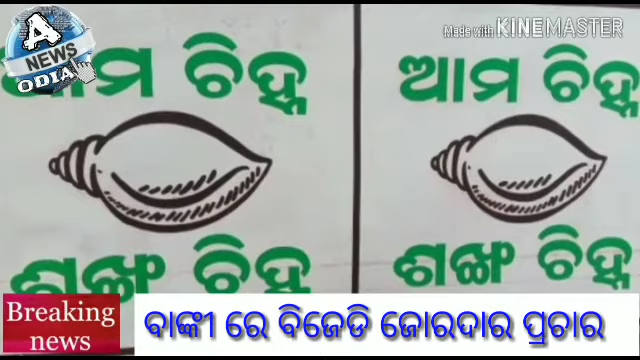 A
NEWS
ODIA
Made with KINEMASTER
ଆମ ଚିହ୍ନ
ଆମ ଚିହ୍ନ
ଶଙ୍ଖ ଚିହ୍ନ
ଶଙ୍ଖ ଚିହ୍ନ
Breaking
news
ବାଙ୍କୀ ରେ ବିଜେଡି ଜୋରଦାର ପ୍ରଚାର